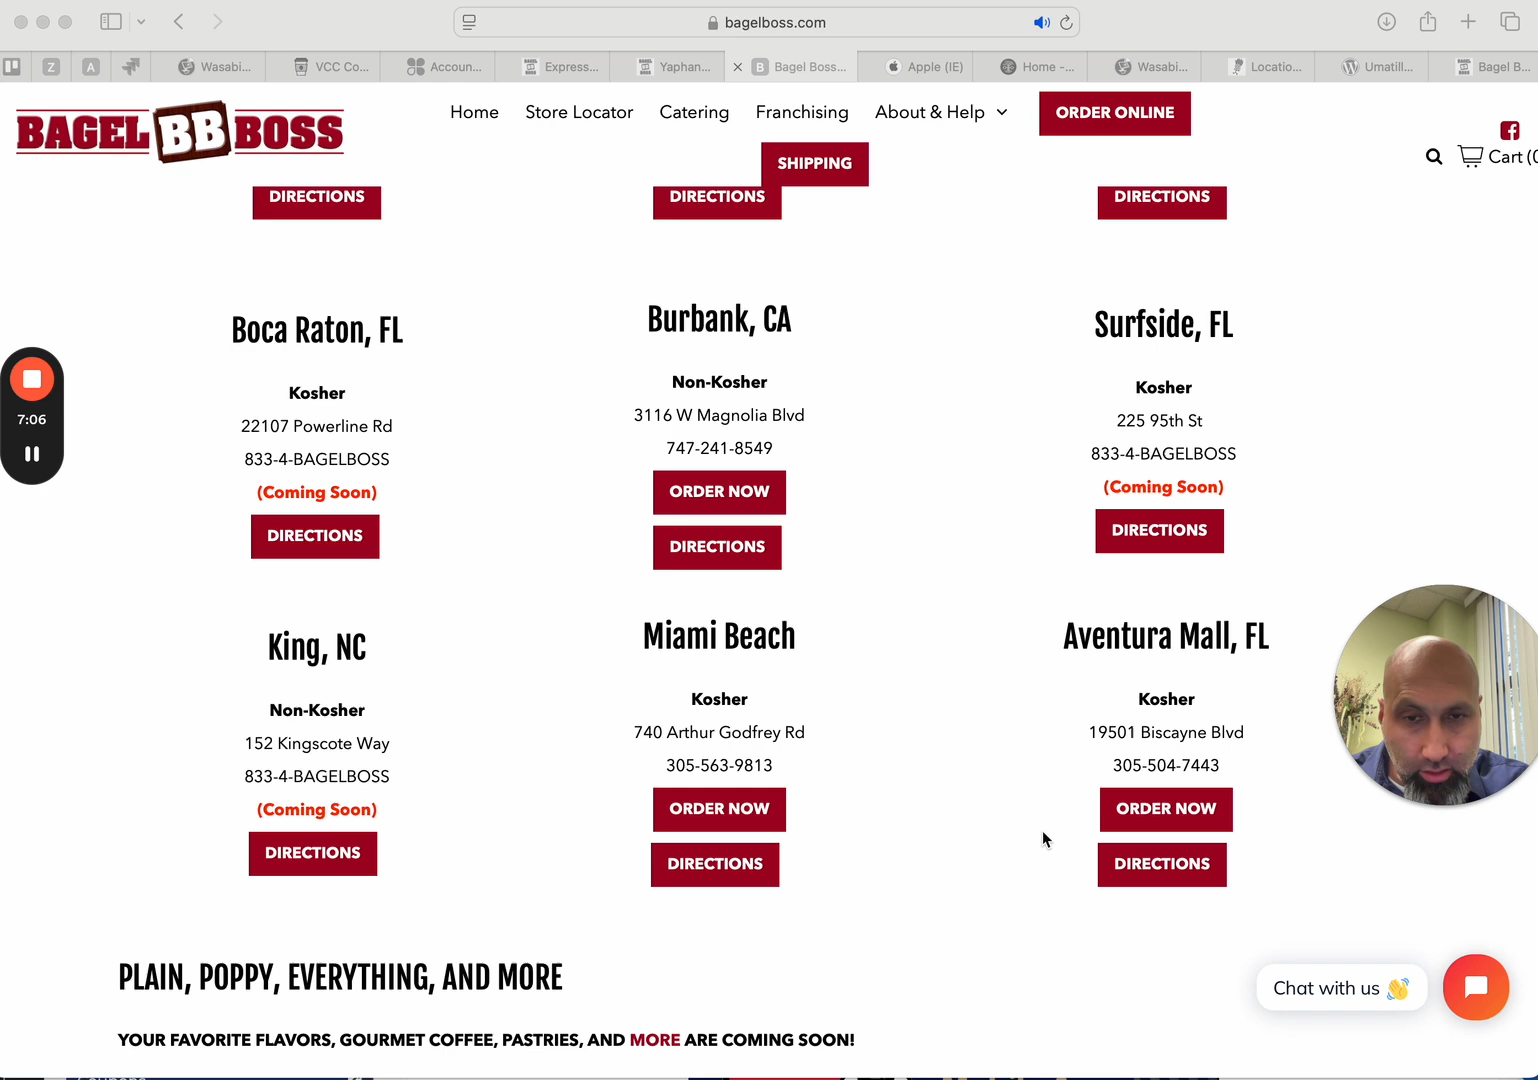 bagelboss.com
Z
A
Wasabi...
VCC Co...
Accoun...
Express...
Yaphan...
B
Bagel Boss...
Apple (IE)
Home -...
Wasabi...
Locatio...
Umatill...
Bagel B...
BAGEL BB BOSS
Home
Store Locator
Catering
Franchising
About & Help
ORDER ONLINE
SHIPPING
Cart (0
DIRECTIONS
DIRECTIONS
DIRECTIONS
Boca Raton, FL
Kosher
22107 Powerline Rd
833-4-BAGELBOSS
(Coming Soon)
DIRECTIONS
Burbank, CA
Non-Kosher
3116 W Magnolia Blvd
747-241-8549
ORDER NOW
DIRECTIONS
Surfside, FL
Kosher
225 95th St
833-4-BAGELBOSS
(Coming Soon)
DIRECTIONS
7:06
King, NC
Non-Kosher
152 Kingscote Way
833-4-BAGELBOSS
(Coming Soon)
DIRECTIONS
Miami Beach
Kosher
740 Arthur Godfrey Rd
305-563-9813
ORDER NOW
DIRECTIONS
Aventura Mall, FL
Kosher
19501 Biscayne Blvd
305-504-7443
ORDER NOW
DIRECTIONS
PLAIN, POPPY, EVERYTHING, AND MORE
YOUR FAVORITE FLAVORS, GOURMET COFFEE, PASTRIES, AND MORE ARE COMING SOON!
Chat with us 👋